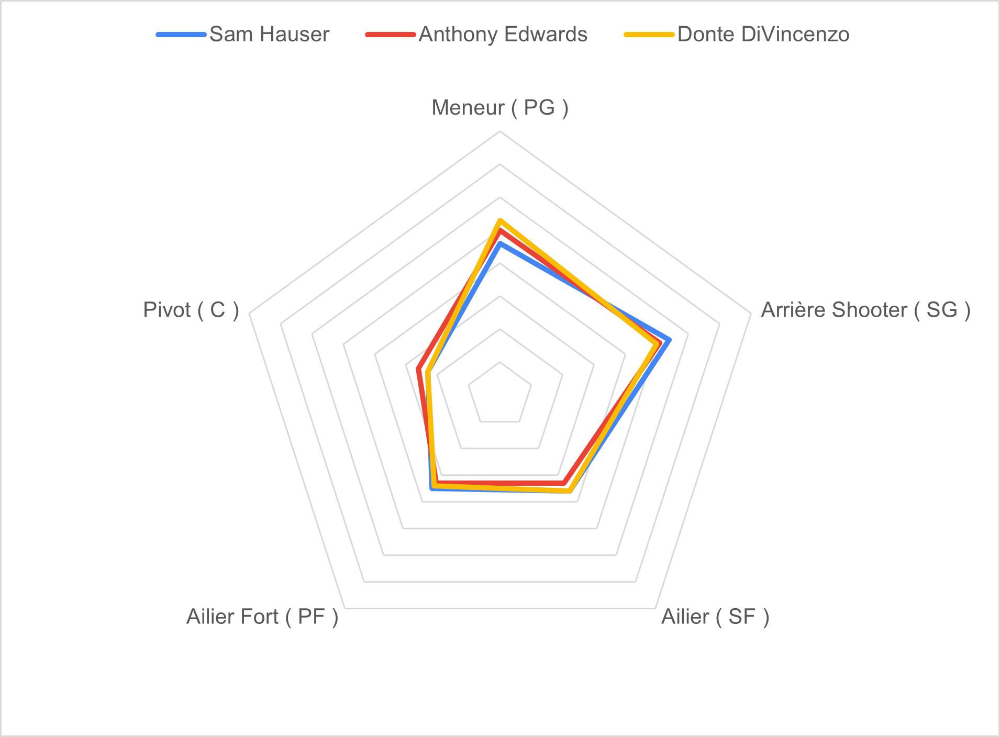 Sam Hauser Anthony Edwards Donte DiVincenzo
Meneur ( PG )
Pivot ( C )
Arrière Shooter ( SG )
Ailier Fort ( PF )
Ailier ( SF )